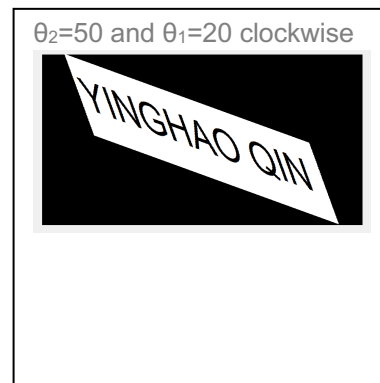 θ₂=50 and θ₁=20 clockwise
YINGHAO QIN